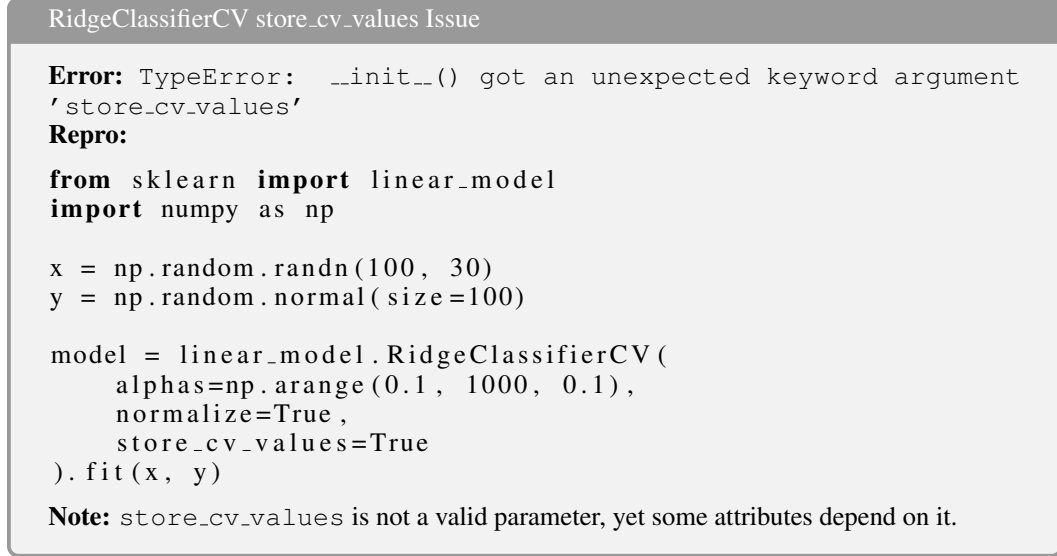 RidgeClassifierCV store_cv_values Issue
Error: TypeError: __init__() got an unexpected keyword argument
'store_cv_values'
Repro:
from sklearn import linear_model
import numpy as np
x = np.random.randn(100, 30)
y = np.random.normal(size=100)
model = linear_model.RidgeClassifierCV(
    alphas=np.arange(0.1, 1000, 0.1),
    normalize=True,
    store_cv_values=True
).fit(x, y)
Note: store_cv_values is not a valid parameter, yet some attributes depend on it.